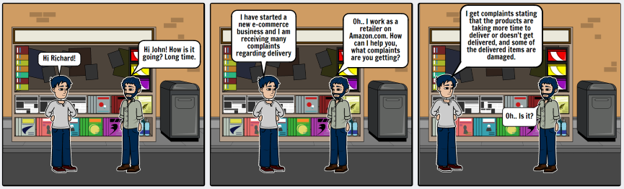 Hi Richard!
Hi John! How is it
going? Long time.
I have started a
new e-commerce
business and I am
receiving many
complaints
regarding delivery
Oh.. I work as a
retailer on
Amazon.com. How
can I help you,
what complaints
are you getting?
I get complaints stating
that the products are
taking more time to
deliver or doesn't get
delivered, and some of
the delivered items are
damaged.
Oh.. Is it?